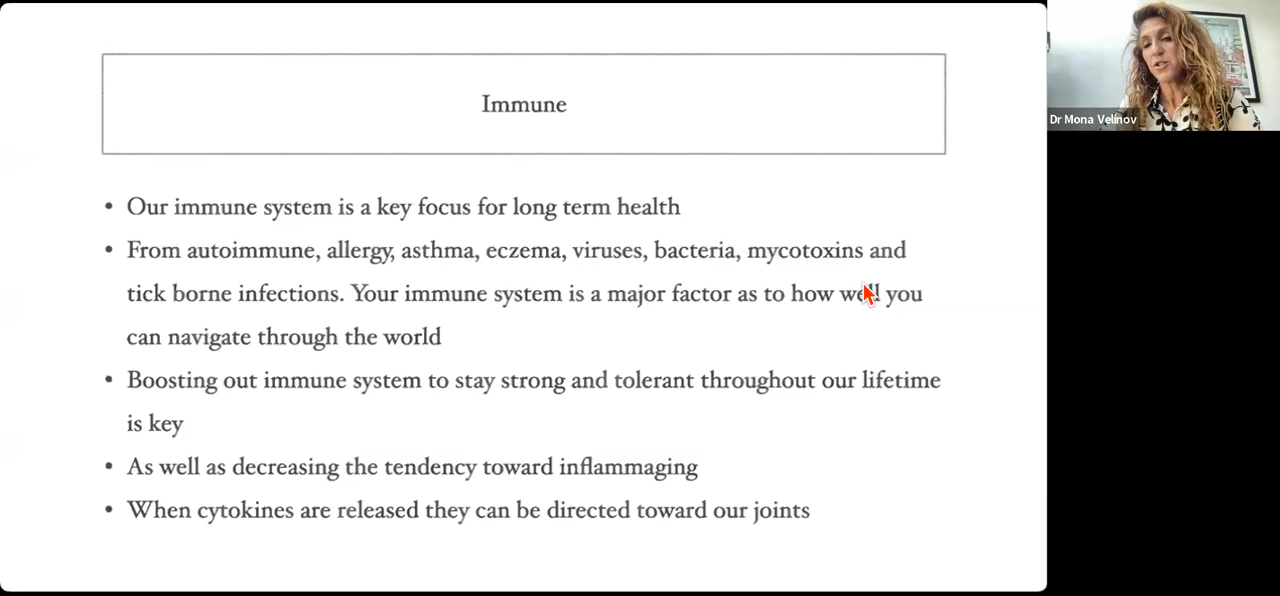 Immune
Dr Mona Velinov
• Our immune system is a key focus for long term health
• From autoimmune, allergy, asthma, eczema, viruses, bacteria, mycotoxins and
tick borne infections. Your immune system is a major factor as to how well you
can navigate through the world
• Boosting out immune system to stay strong and tolerant throughout our lifetime
is key
• As well as decreasing the tendency toward inflammaging
• When cytokines are released they can be directed toward our joints